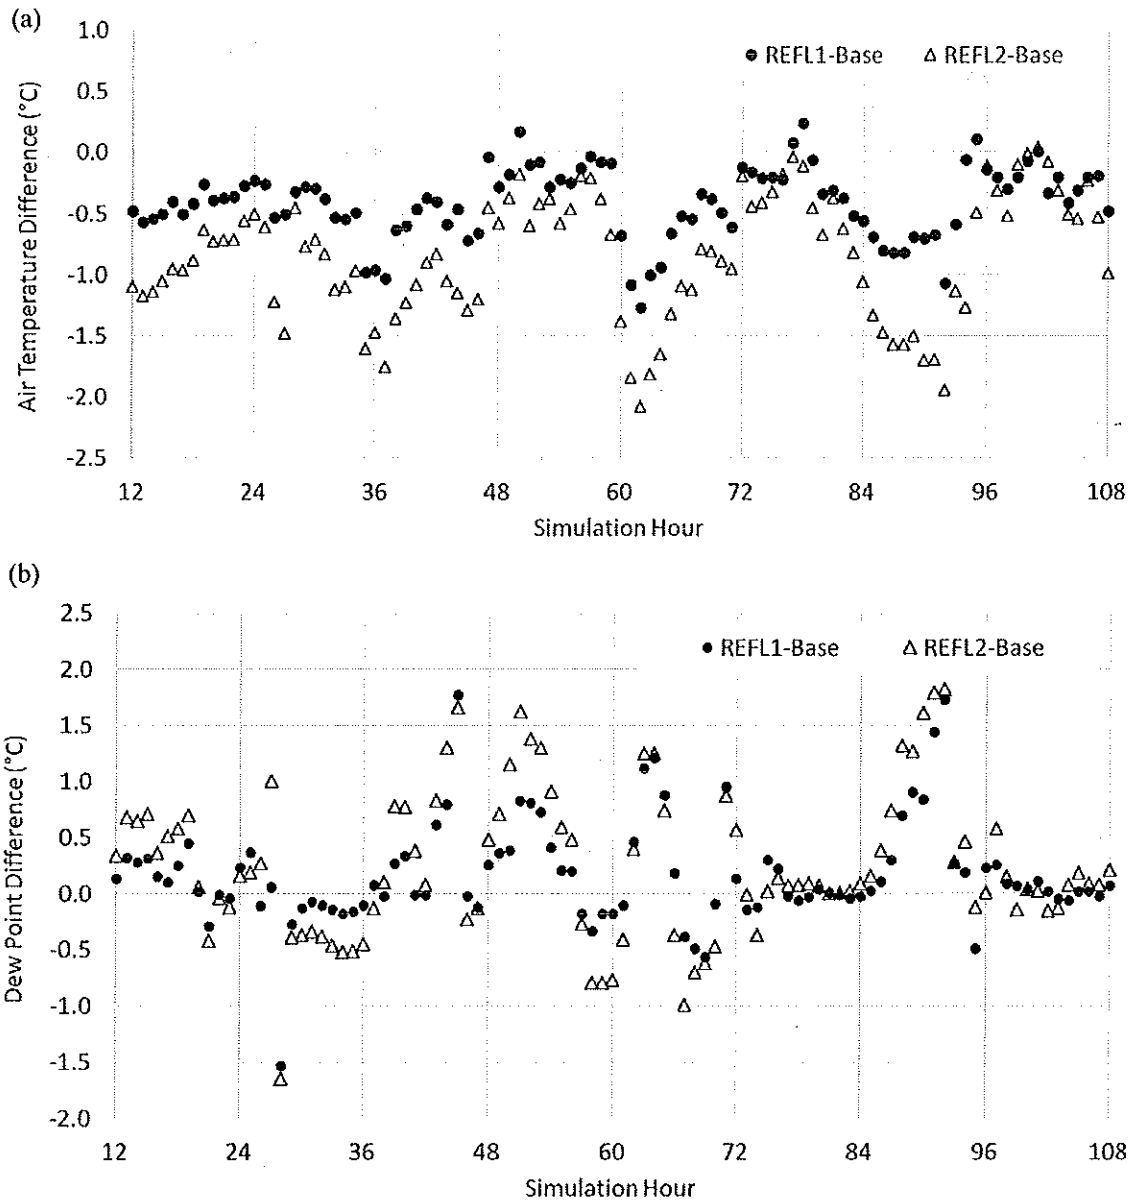 (a)
1.0
0.5
0.0
-0.5
-1.0
-1.5
-2.0
-2.5
Air Temperature Difference (°C)
REFL1-Base REFL2-Base
12 24 36 48 60 72 84 96 108
Simulation Hour
(b)
2.5
2.0
1.5
1.0
0.5
0.0
-0.5
-1.0
-1.5
-2.0
Dew Point Difference (°C)
REFL1-Base REFL2-Base
12 24 36 48 60 72 84 96 108
Simulation Hour